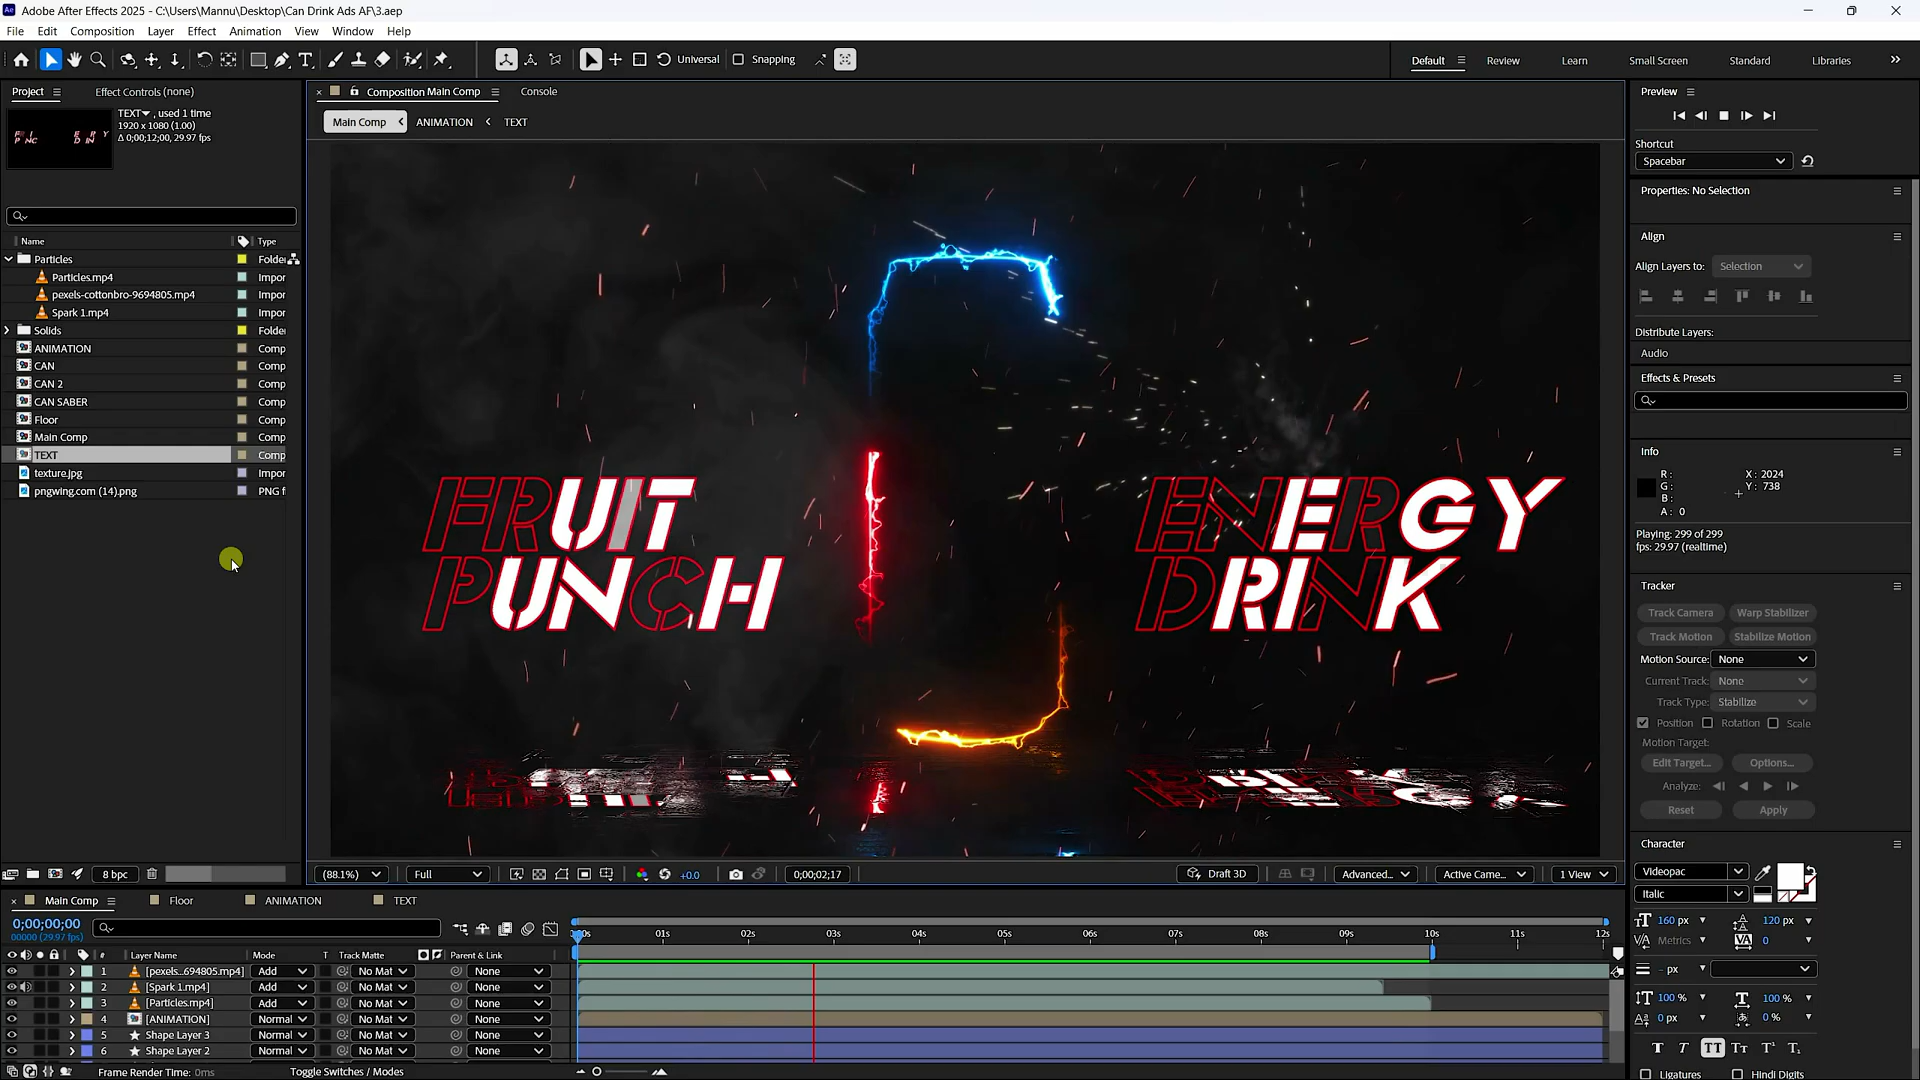 Adobe After Effects 2025 - C:\Users\Mannu\Desktop\Can Drink Ads AF\3.aep
File Edit Composition Layer Effect Animation View Window Help
Universal Snapping
Default Review Learn Small Screen Standard Libraries
Project Effect Controls (none)
Composition Main Comp Console
Preview
TEXT , used 1 time
1920 x 1080 (1.00)
Δ 0;00;12;00, 29.97 fps
Main Comp ANIMATION TEXT
Shortcut
Spacebar
Properties: No Selection
Name Type
Particles Folde
Particles.mp4 Impor
pexels-cottonbro-9694805.mp4 Impor
Spark 1.mp4 Impor
Solids Folde
ANIMATION Comp
CAN Comp
CAN 2 Comp
CAN SABER Comp
Floor Comp
Main Comp Comp
TEXT Comp
texture.jpg Impor
pngwing.com (14).png PNG f
FRUIT
PUNCH
ENERGY
DRINK
Align
Align Layers to: Selection
Distribute Layers:
Audio
Effects & Presets
Info
R:
G:
B:
A: 0
X: 2024
Y: 738
Playing: 299 of 299
fps: 29.97 (realtime)
Tracker
Track Camera Warp Stabilizer
Track Motion Stabilize Motion
Motion Source: None
Current Track: None
Track Type: Stabilize
Position Rotation Scale
Motion Target:
Edit Target... Options...
Analyze:
Reset Apply
Character
Videopac
Italic
160 px 120 px
Metrics 0
- px
100 % 100 %
0 px 0 %
T T TT Tт T¹ T₁
Ligatures Hindi Digits
8 bpc
(88.1%) Full +0.0 0;00;02;17 Draft 3D Advanced... Active Came... 1 View
Main Comp Floor ANIMATION TEXT
0;00;00;00
00000 (29.97 fps)
00s 01s 02s 03s 04s 05s 06s 07s 08s 09s 10s 11s 12s
# Layer Name Mode T Track Matte Parent & Link
1 [pexels..694805.mp4] Add No Mat None
2 [Spark 1.mp4] Add No Mat None
3 [Particles.mp4] Add No Mat None
4 [ANIMATION] Normal No Mat None
5 Shape Layer 3 Normal No Mat None
6 Shape Layer 2 Normal No Mat None
Frame Render Time: 0ms Toggle Switches / Modes